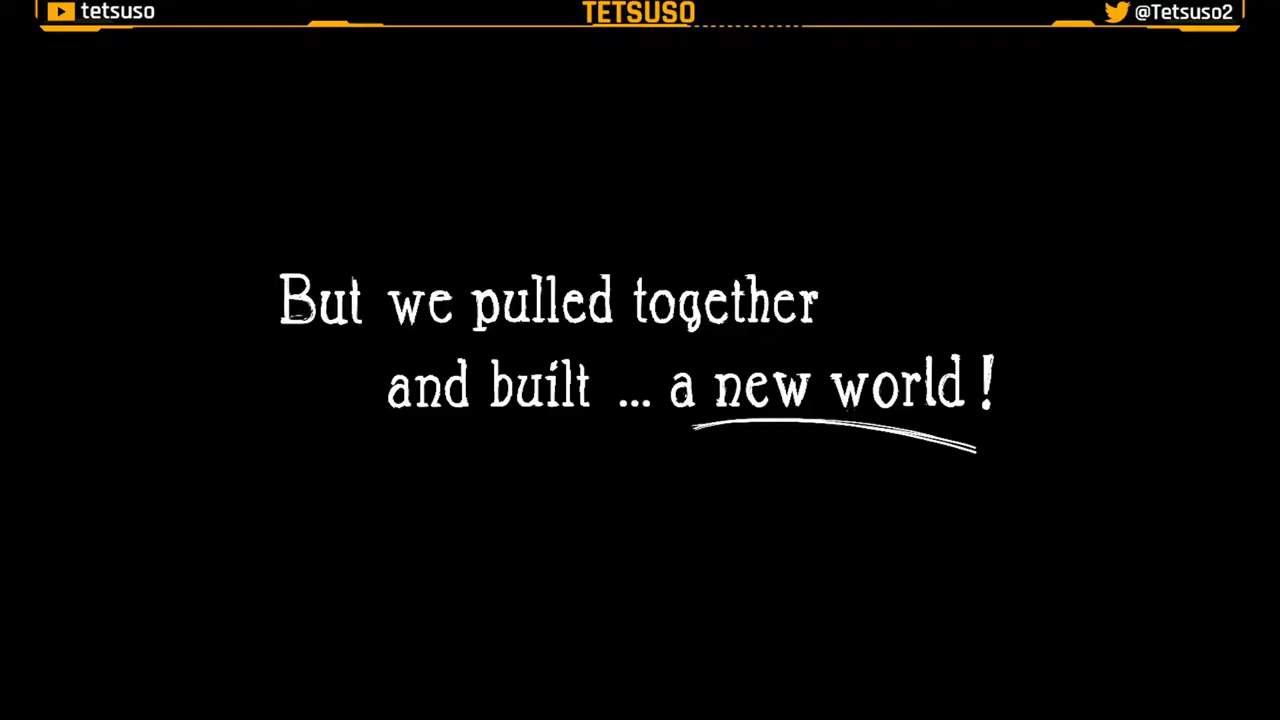 tetsuso
TETSUSO
@Tetsuso2
But we pulled together
and built ... a new world!